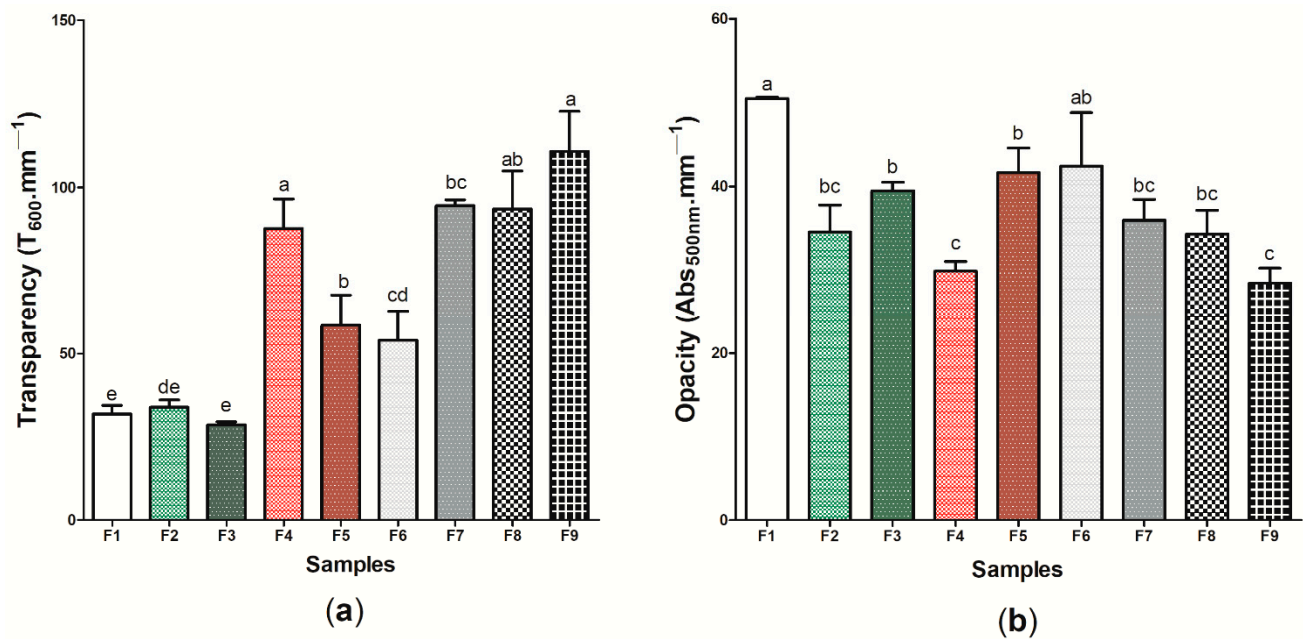 Transparency (T600.mm—1)
150
100
50
0
e
de
e
a
b
cd
bc
ab
a
F1 F2 F3 F4 F5 F6 F7 F8 F9
Samples
(a)
Opacity (Abs500nm.mm—1)
60
40
20
0
a
bc
b
c
b
ab
bc
bc
c
F1 F2 F3 F4 F5 F6 F7 F8 F9
Samples
(b)